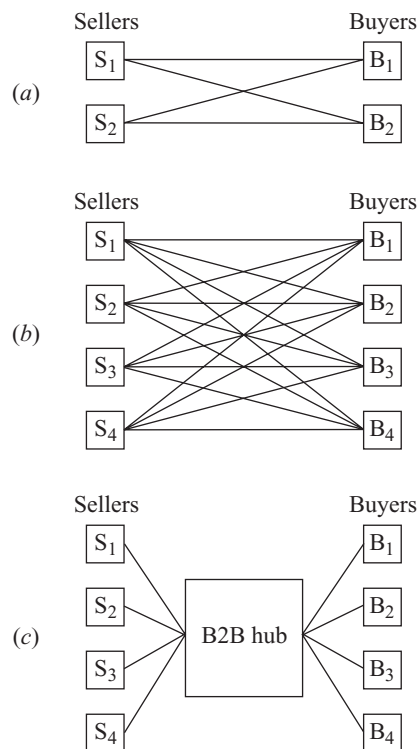 Sellers Buyers
S1 B1
(a)
S2 B2
Sellers Buyers
S1 B1
S2 B2
(b)
S3 B3
S4 B4
Sellers Buyers
S1 B1
S2 B2
(c) B2B hub
S3 B3
S4 B4